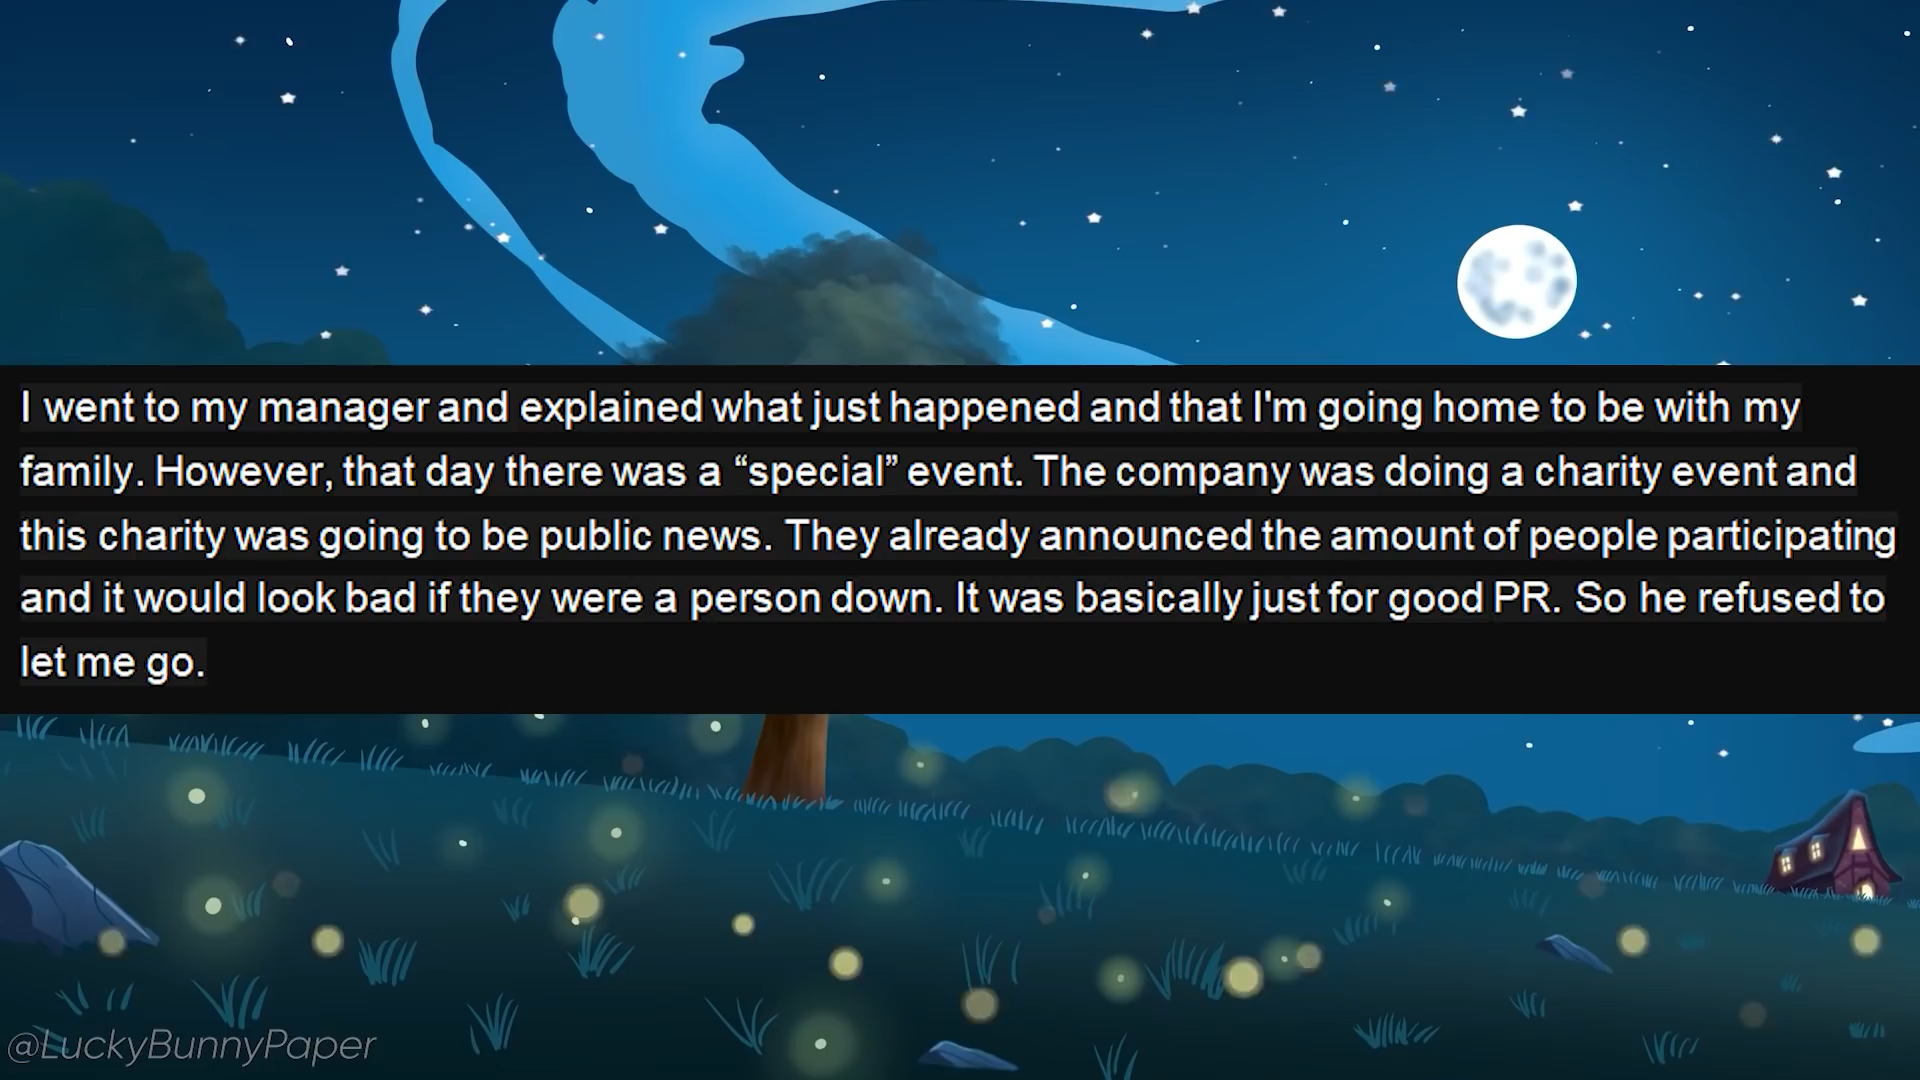 I went to my manager and explained what just happened and that I'm going home to be with my
family. However, that day there was a “special” event. The company was doing a charity event and
this charity was going to be public news. They already announced the amount of people participating
and it would look bad if they were a person down. It was basically just for good PR. So he refused to
let me go.
@LuckyBunnyPaper